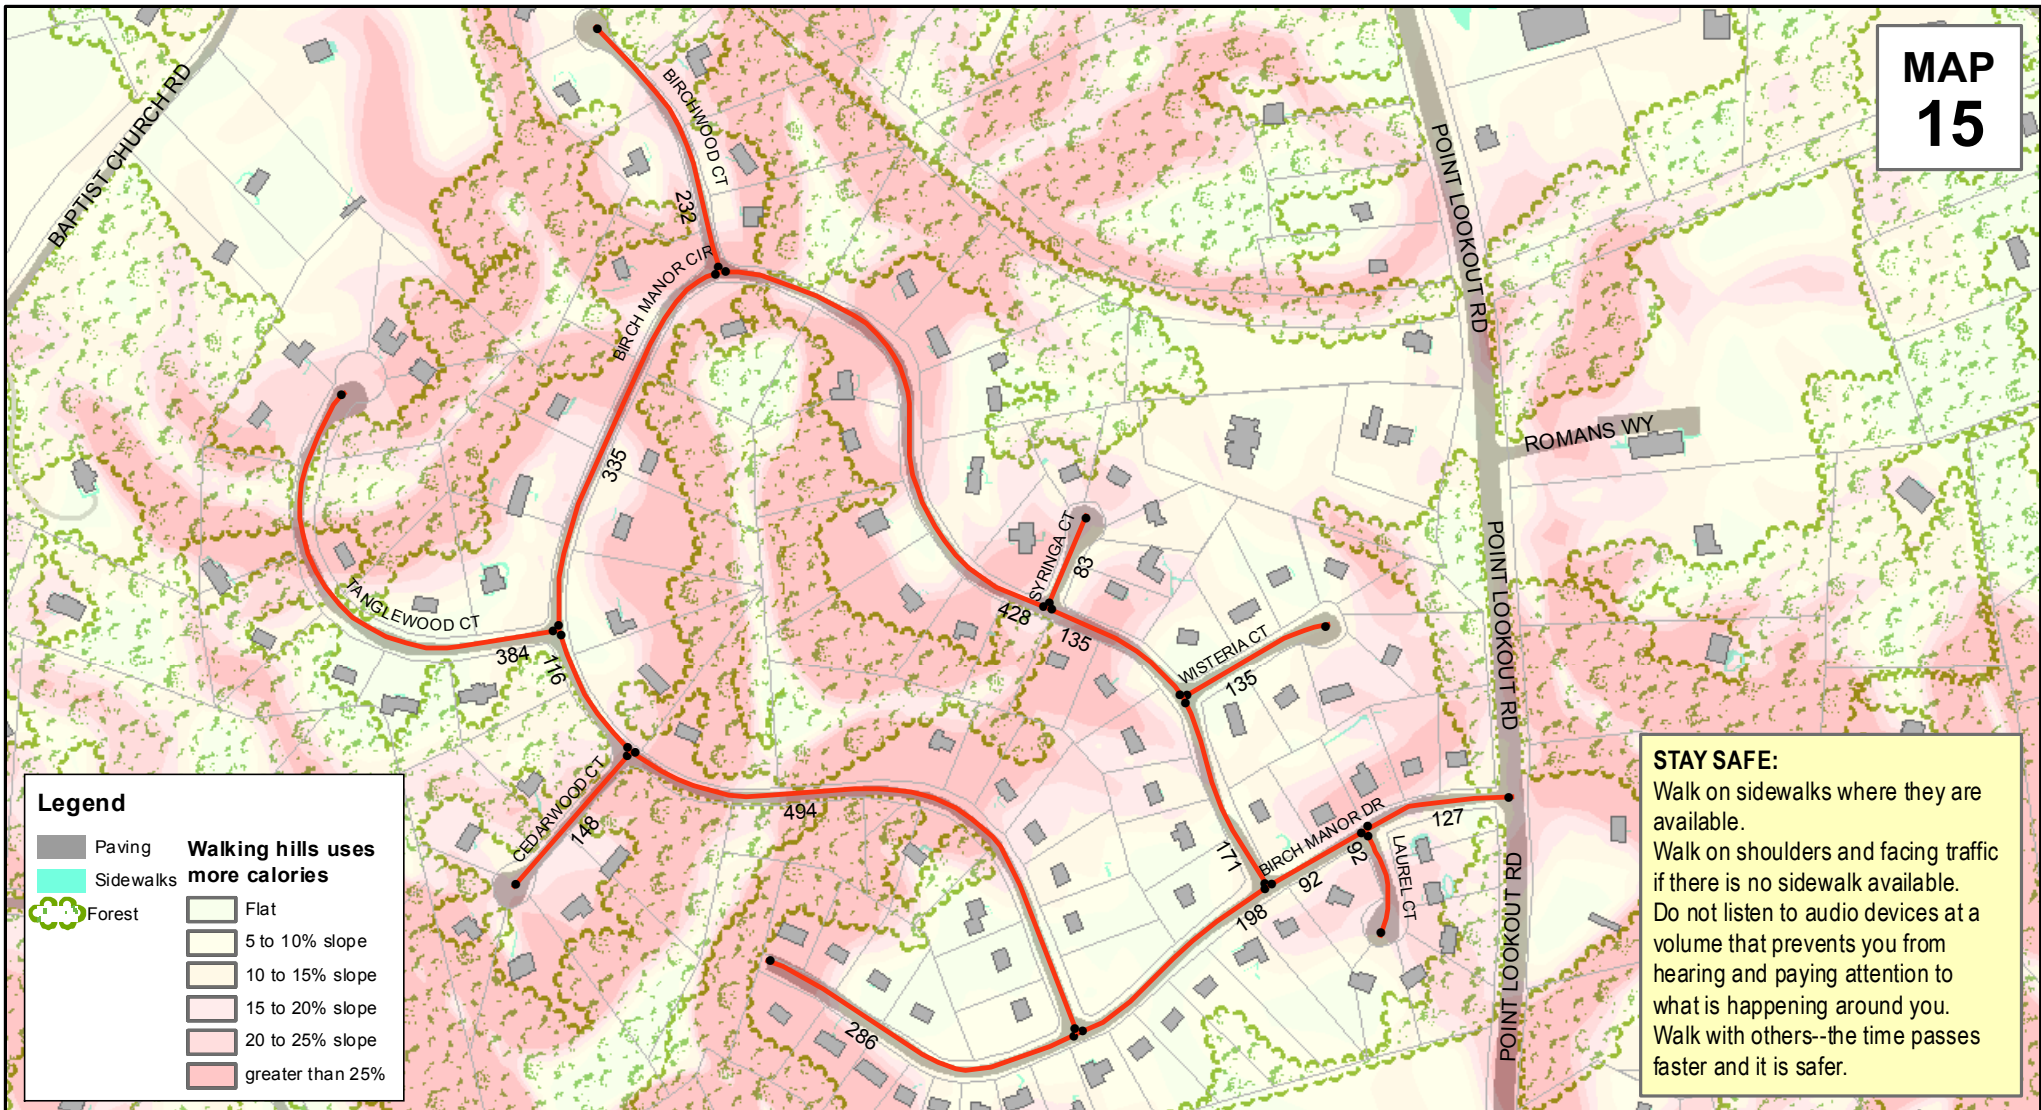 MAP
15
BAPTIST CHURCH RD
BIRCHWOOD CT
232
BIRCH MANOR CIR
POINT LOOKOUT RD
ROMANS WY
335
SYRINGA CT
83
428
135
TANGLEWOOD CT
384
116
WISTERIA CT
135
POINT LOOKOUT RD
CEDARWOOD CT
148
494
171
BIRCH MANOR DR
92
92
127
LAUREL CT
198
286
POINT LOOKOUT RD
Legend
Paving
Sidewalks
Forest
Walking hills uses
more calories
Flat
5 to 10% slope
10 to 15% slope
15 to 20% slope
20 to 25% slope
greater than 25%
STAY SAFE:
Walk on sidewalks where they are
available.
Walk on shoulders and facing traffic
if there is no sidewalk available.
Do not listen to audio devices at a
volume that prevents you from
hearing and paying attention to
what is happening around you.
Walk with others--the time passes
faster and it is safer.